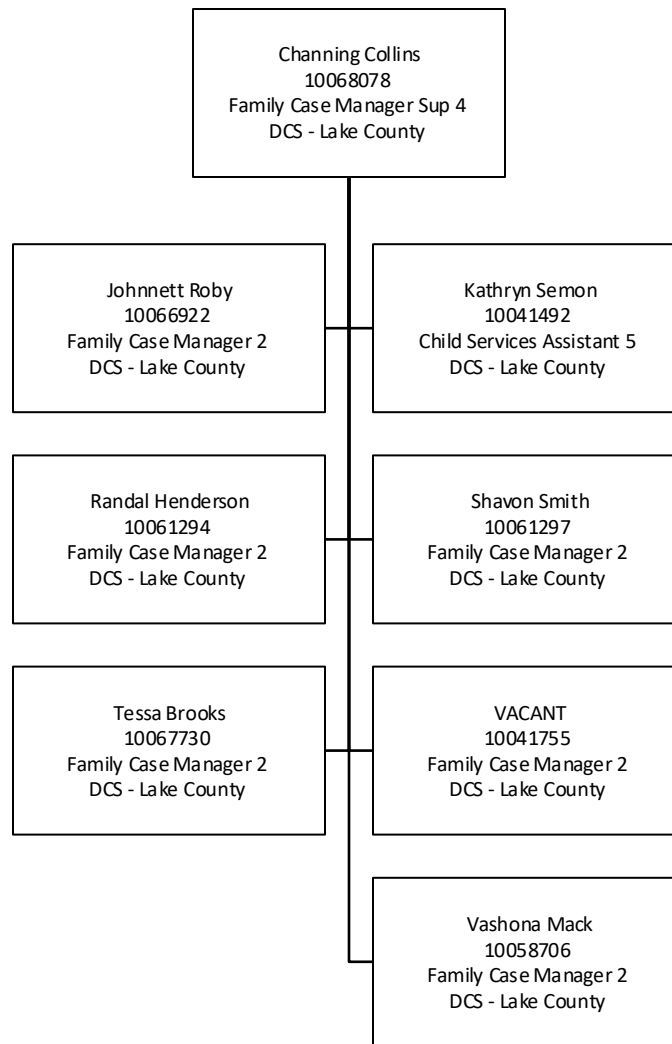 Channing Collins
10068078
Family Case Manager Sup 4
DCS - Lake County
Johnnett Roby
10066922
Family Case Manager 2
DCS - Lake County
Kathryn Semon
10041492
Child Services Assistant 5
DCS - Lake County
Randal Henderson
10061294
Family Case Manager 2
DCS - Lake County
Shavon Smith
10061297
Family Case Manager 2
DCS - Lake County
Tessa Brooks
10067730
Family Case Manager 2
DCS - Lake County
VACANT
10041755
Family Case Manager 2
DCS - Lake County
Vashona Mack
10058706
Family Case Manager 2
DCS - Lake County